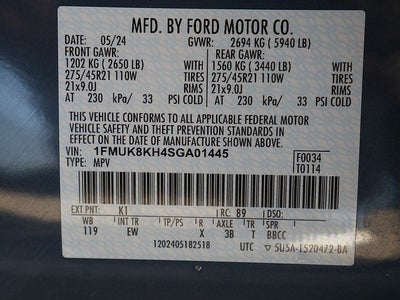 MFD. BY FORD MOTOR CO.
DATE: 05/24 GVWR: 2694 KG ( 5940 LB)
FRONT GAWR: REAR GAWR:
1202 KG ( 2650 LB) WITH 1560 KG ( 3440 LB) WITH
275/45R21 110W TIRES 275/45R21 110W TIRES
21x9.0J RIMS 21x9.0J RIMS
AT 230 kPa/ 33 PSI COLD AT 230 kPa/ 33 PSI COLD
THIS VEHICLE CONFORMS TO ALL APPLICABLE FEDERAL MOTOR
VEHICLE SAFETY AND THEFT PREVENTION STANDARDS IN EFFECT
ON THE DATE OF MANUFACTURE SHOWN ABOVE.
VIN: 1FMUK8KH4SGA01445 F0034
TYPE: MPV T0114
EXT PNT: K1 RC: 89 DSO:
WB INT TR TP/PS R AX TR SPR
119 EW X 3B T BBCC
1202405182518 UTC ▽ 5U5A-1520472-BA